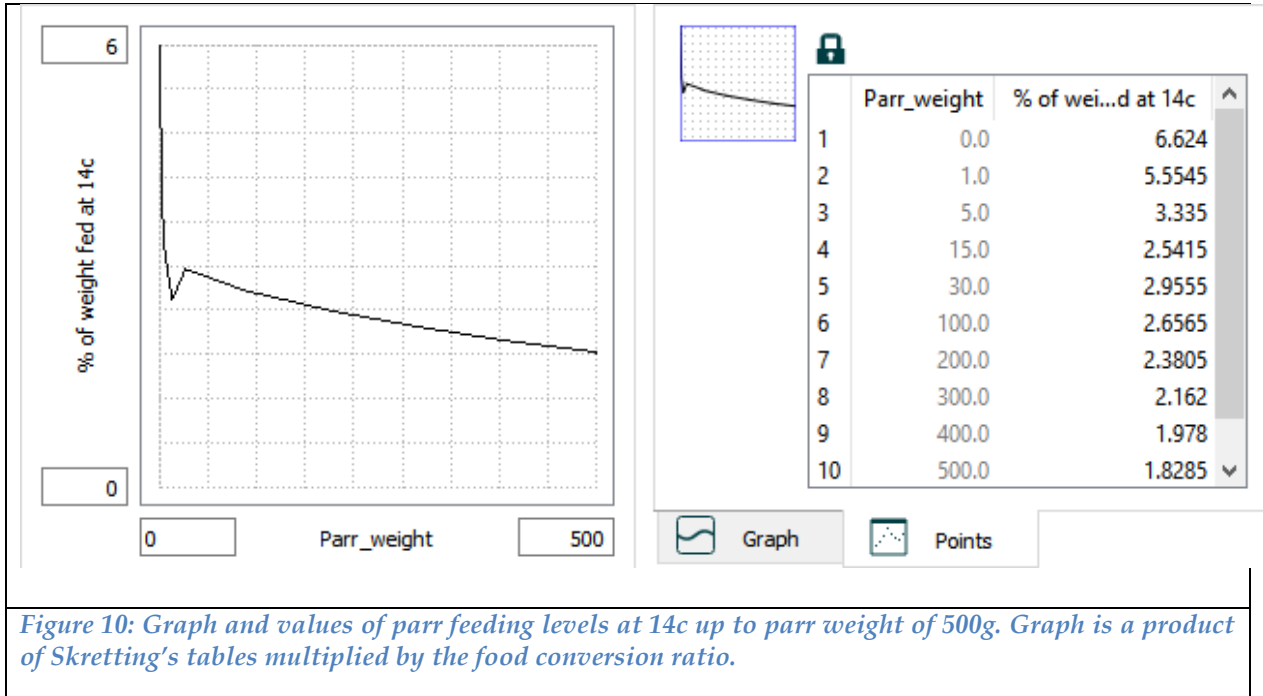 6
% of weight fed at 14c
0
0 Parr_weight 500
Parr_weight % of wei...d at 14c
1 0.0 6.624
2 1.0 5.5545
3 5.0 3.335
4 15.0 2.5415
5 30.0 2.9555
6 100.0 2.6565
7 200.0 2.3805
8 300.0 2.162
9 400.0 1.978
10 500.0 1.8285
Graph Points
Figure 10: Graph and values of parr feeding levels at 14c up to parr weight of 500g. Graph is a product
of Skretting's tables multiplied by the food conversion ratio.